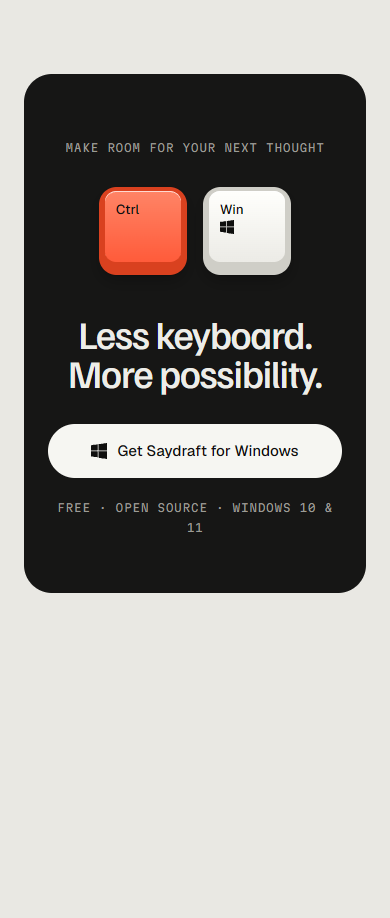 MAKE ROOM FOR YOUR NEXT THOUGHT
Ctrl
Win
Less keyboard.
More possibility.
Get Saydraft for Windows
FREE · OPEN SOURCE · WINDOWS 10 &
11